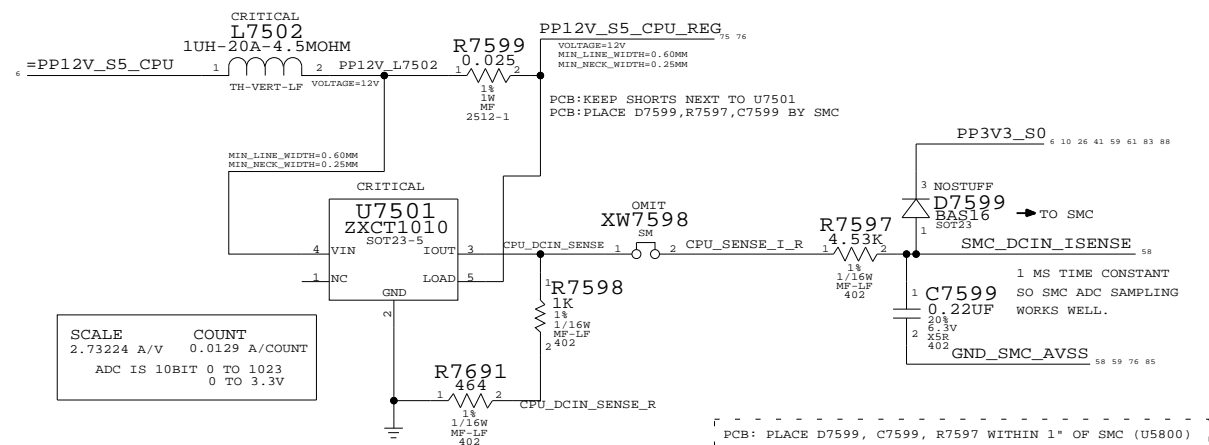 CRITICAL
L7502
1UH-20A-4.5MOHM
6 =PP12V_S5_CPU
1 2
TH-VERT-LF
PP12V_L7502
VOLTAGE=12V
R7599
0.025
1 2
1%
1W
MF
2512-1
PP12V_S5_CPU_REG
75 76
VOLTAGE=12V
MIN_LINE_WIDTH=0.60MM
MIN_NECK_WIDTH=0.25MM
PCB:KEEP SHORTS NEXT TO U7501
PCB:PLACE D7599,R7597,C7599 BY SMC
MIN_LINE_WIDTH=0.60MM
MIN_NECK_WIDTH=0.25MM
CRITICAL
U7501
ZXCT1010
SOT23-5
4 VIN IOUT 3
1 NC LOAD 5
GND
2
CPU_DCIN_SENSE
OMIT
XW7598
SM
1 2
CPU_SENSE_I_R
R7597
4.53K
1 2
1%
1/16W
MF-LF
402
PP3V3_S0
6 10 26 41 59 61 83 88
3 NOSTUFF
D7599
BAS16
SOT23
1
TO SMC
SMC_DCIN_ISENSE
58
1 MS TIME CONSTANT
SO SMC ADC SAMPLING
WORKS WELL.
1 C7599
0.22UF
20%
6.3V
X5R
402
2
GND_SMC_AVSS
58 59 76 85
1 R7598
1K
1%
1/16W
MF-LF
402
2
R7691
464
1 2
1%
1/16W
MF-LF
402
CPU_DCIN_SENSE_R
SCALE COUNT
2.73224 A/V 0.0129 A/COUNT
ADC IS 10BIT 0 TO 1023
0 TO 3.3V
PCB: PLACE D7599, C7599, R7597 WITHIN 1" OF SMC (U5800)